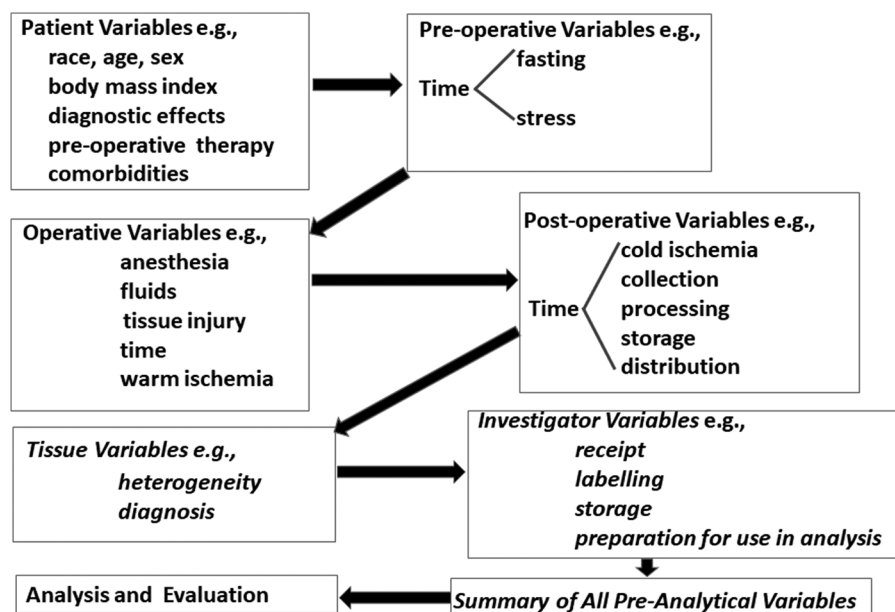 Patient Variables e.g.,
race, age, sex
body mass index
diagnostic effects
pre-operative therapy
comorbidities
Pre-operative Variables e.g.,
fasting
Time
stress
Operative Variables e.g.,
anesthesia
fluids
tissue injury
time
warm ischemia
Post-operative Variables e.g.,
cold ischemia
collection
Time
processing
storage
distribution
Tissue Variables e.g.,
heterogeneity
diagnosis
Investigator Variables e.g.,
receipt
labelling
storage
preparation for use in analysis
Summary of All Pre-Analytical Variables
Analysis and Evaluation